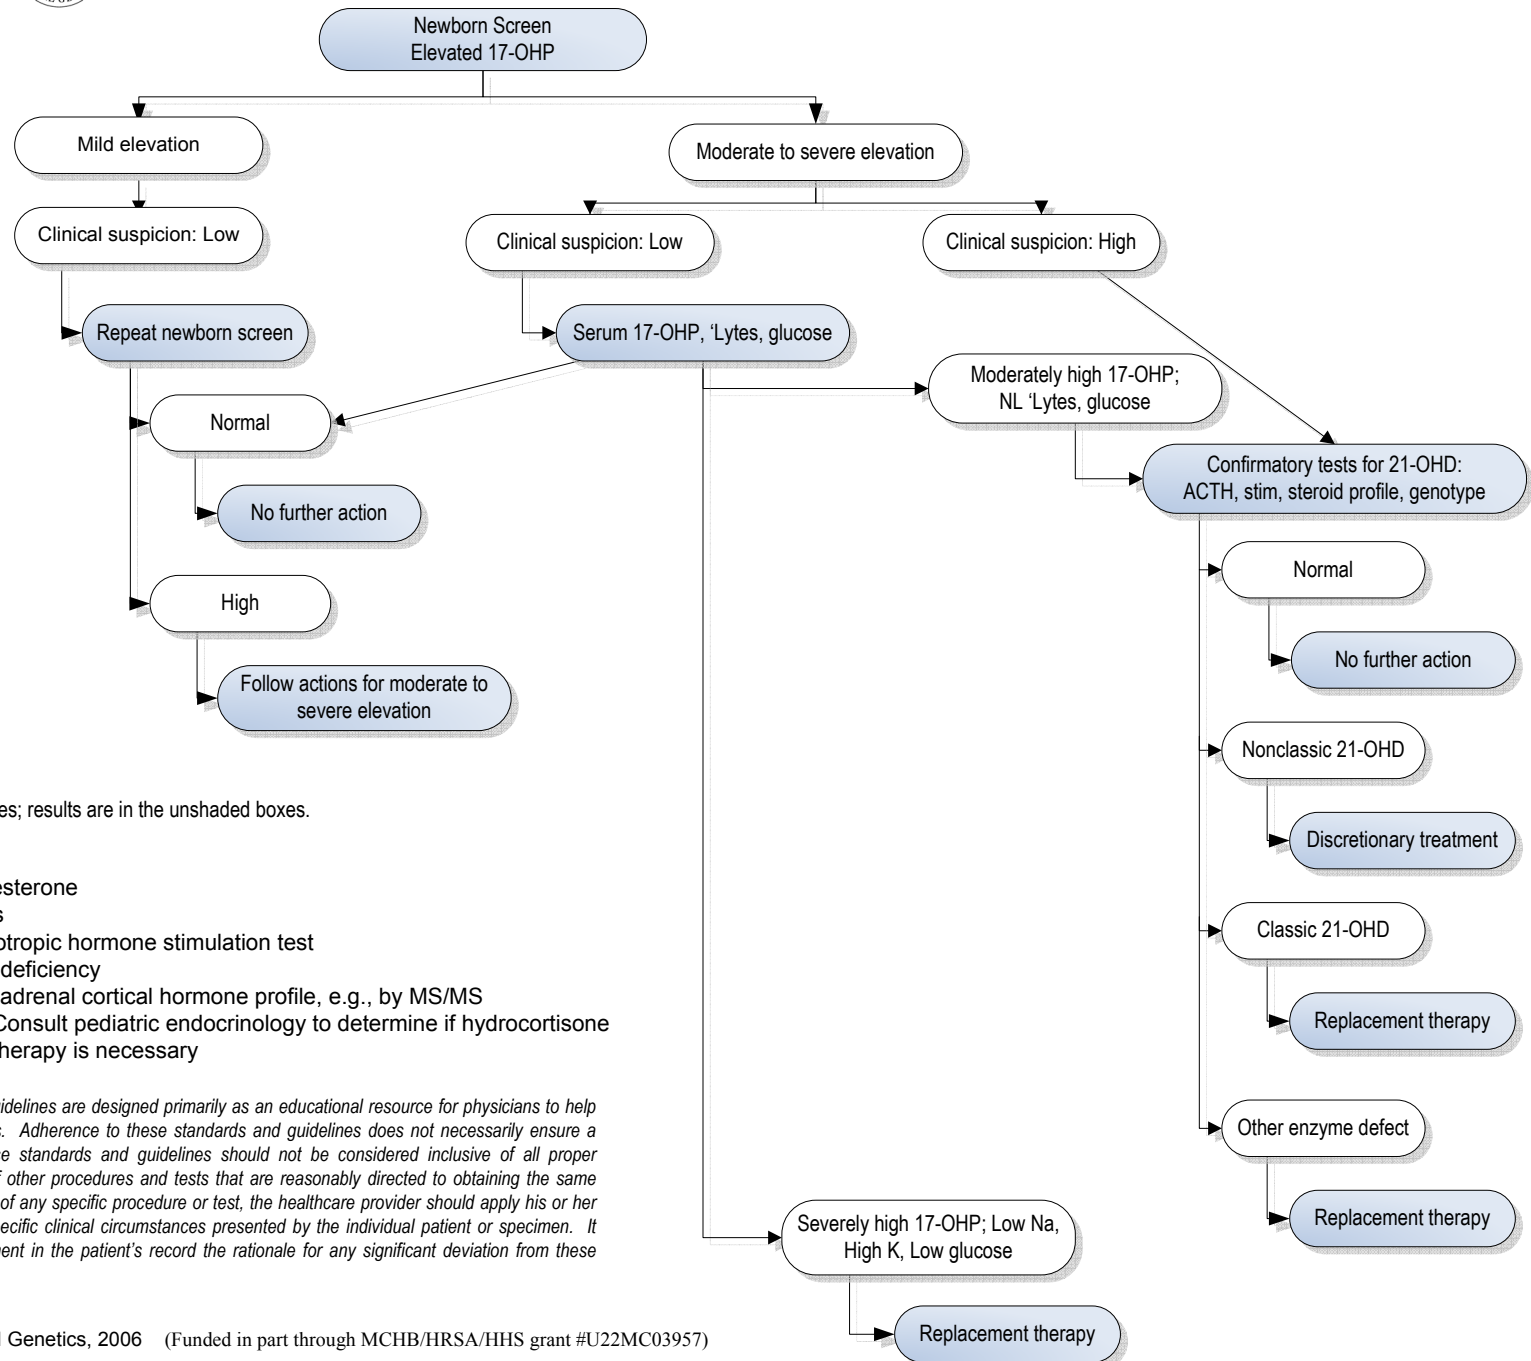 Newborn Screen
Elevated 17-OHP
Mild elevation
Moderate to severe elevation
Clinical suspicion: Low
Clinical suspicion: Low
Clinical suspicion: High
Repeat newborn screen
Serum 17-OHP, ‘Lytes, glucose
Moderately high 17-OHP;
NL ‘Lytes, glucose
Normal
Confirmatory tests for 21-OHD:
ACTH, stim, steroid profile, genotype
No further action
Normal
High
No further action
Follow actions for moderate to
severe elevation
Nonclassic 21-OHD
Discretionary treatment
Classic 21-OHD
Replacement therapy
Other enzyme defect
Replacement therapy
Severely high 17-OHP; Low Na,
High K, Low glucose
Replacement therapy
es; results are in the unshaded boxes.
esterone
s
otropic hormone stimulation test
deficiency
adrenal cortical hormone profile, e.g., by MS/MS
Consult pediatric endocrinology to determine if hydrocortisone
herapy is necessary
uidelines are designed primarily as an educational resource for physicians to help
s. Adherence to these standards and guidelines does not necessarily ensure a
e standards and guidelines should not be considered inclusive of all proper
f other procedures and tests that are reasonably directed to obtaining the same
of any specific procedure or test, the healthcare provider should apply his or her
ecific clinical circumstances presented by the individual patient or specimen. It
ent in the patient’s record the rationale for any significant deviation from these
l Genetics, 2006 (Funded in part through MCHB/HRSA/HHS grant #U22MC03957)